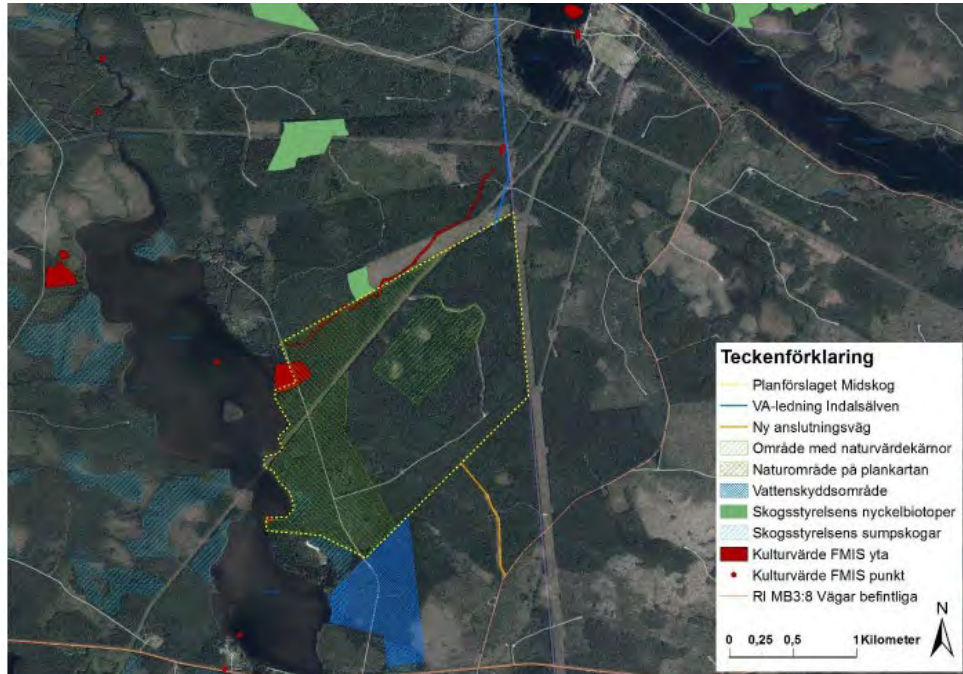 Teckenförklaring
Planförslaget Midskog
VA-ledning Indalsälven
Ny anslutningsväg
Område med naturvärdekärnor
Naturområde på plankartan
Vattenskyddsområde
Skogsstyrelsens nyckelbiotoper
Skogsstyrelsens sumpskogar
Kulturvärde FMIS yta
Kulturvärde FMIS punkt
RI MB3:8 Vägar befintliga
N
0 0,25 0,5 1 Kilometer